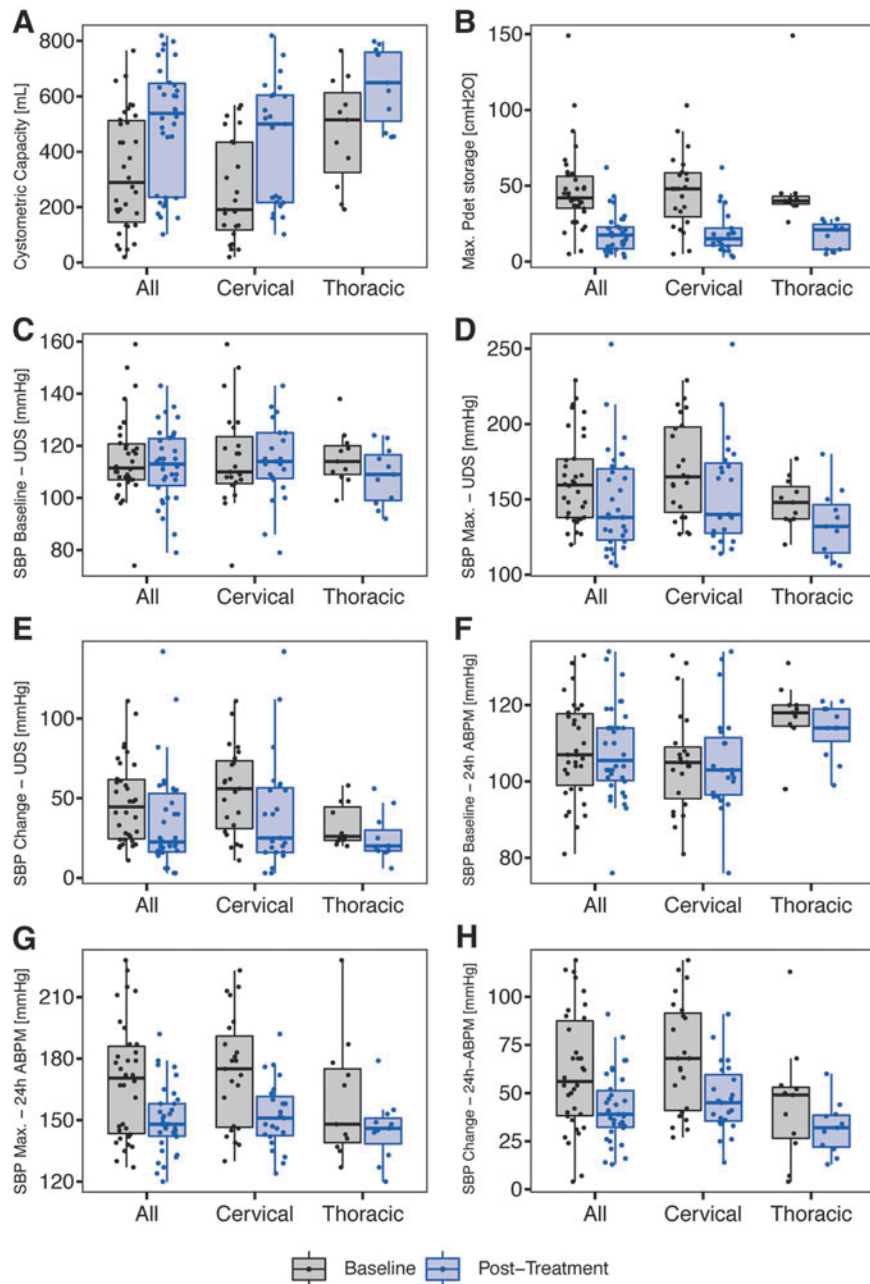 A
Cystometric Capacity [mL]
800
600
400
200
0
All Cervical Thoracic
B
Max. Pdet storage [cmH2O]
150
100
50
0
All Cervical Thoracic
C
SBP Baseline – UDS [mmHg]
160
140
120
100
80
All Cervical Thoracic
D
SBP Max. – UDS [mmHg]
250
200
150
100
All Cervical Thoracic
E
SBP Change – UDS [mmHg]
100
50
0
All Cervical Thoracic
F
SBP Baseline – 24h ABPM [mmHg]
120
100
80
All Cervical Thoracic
G
SBP Max. – 24h ABPM [mmHg]
210
180
150
120
All Cervical Thoracic
H
SBP Change – 24h–ABPM [mmHg]
100
75
50
25
0
All Cervical Thoracic
Baseline Post–Treatment